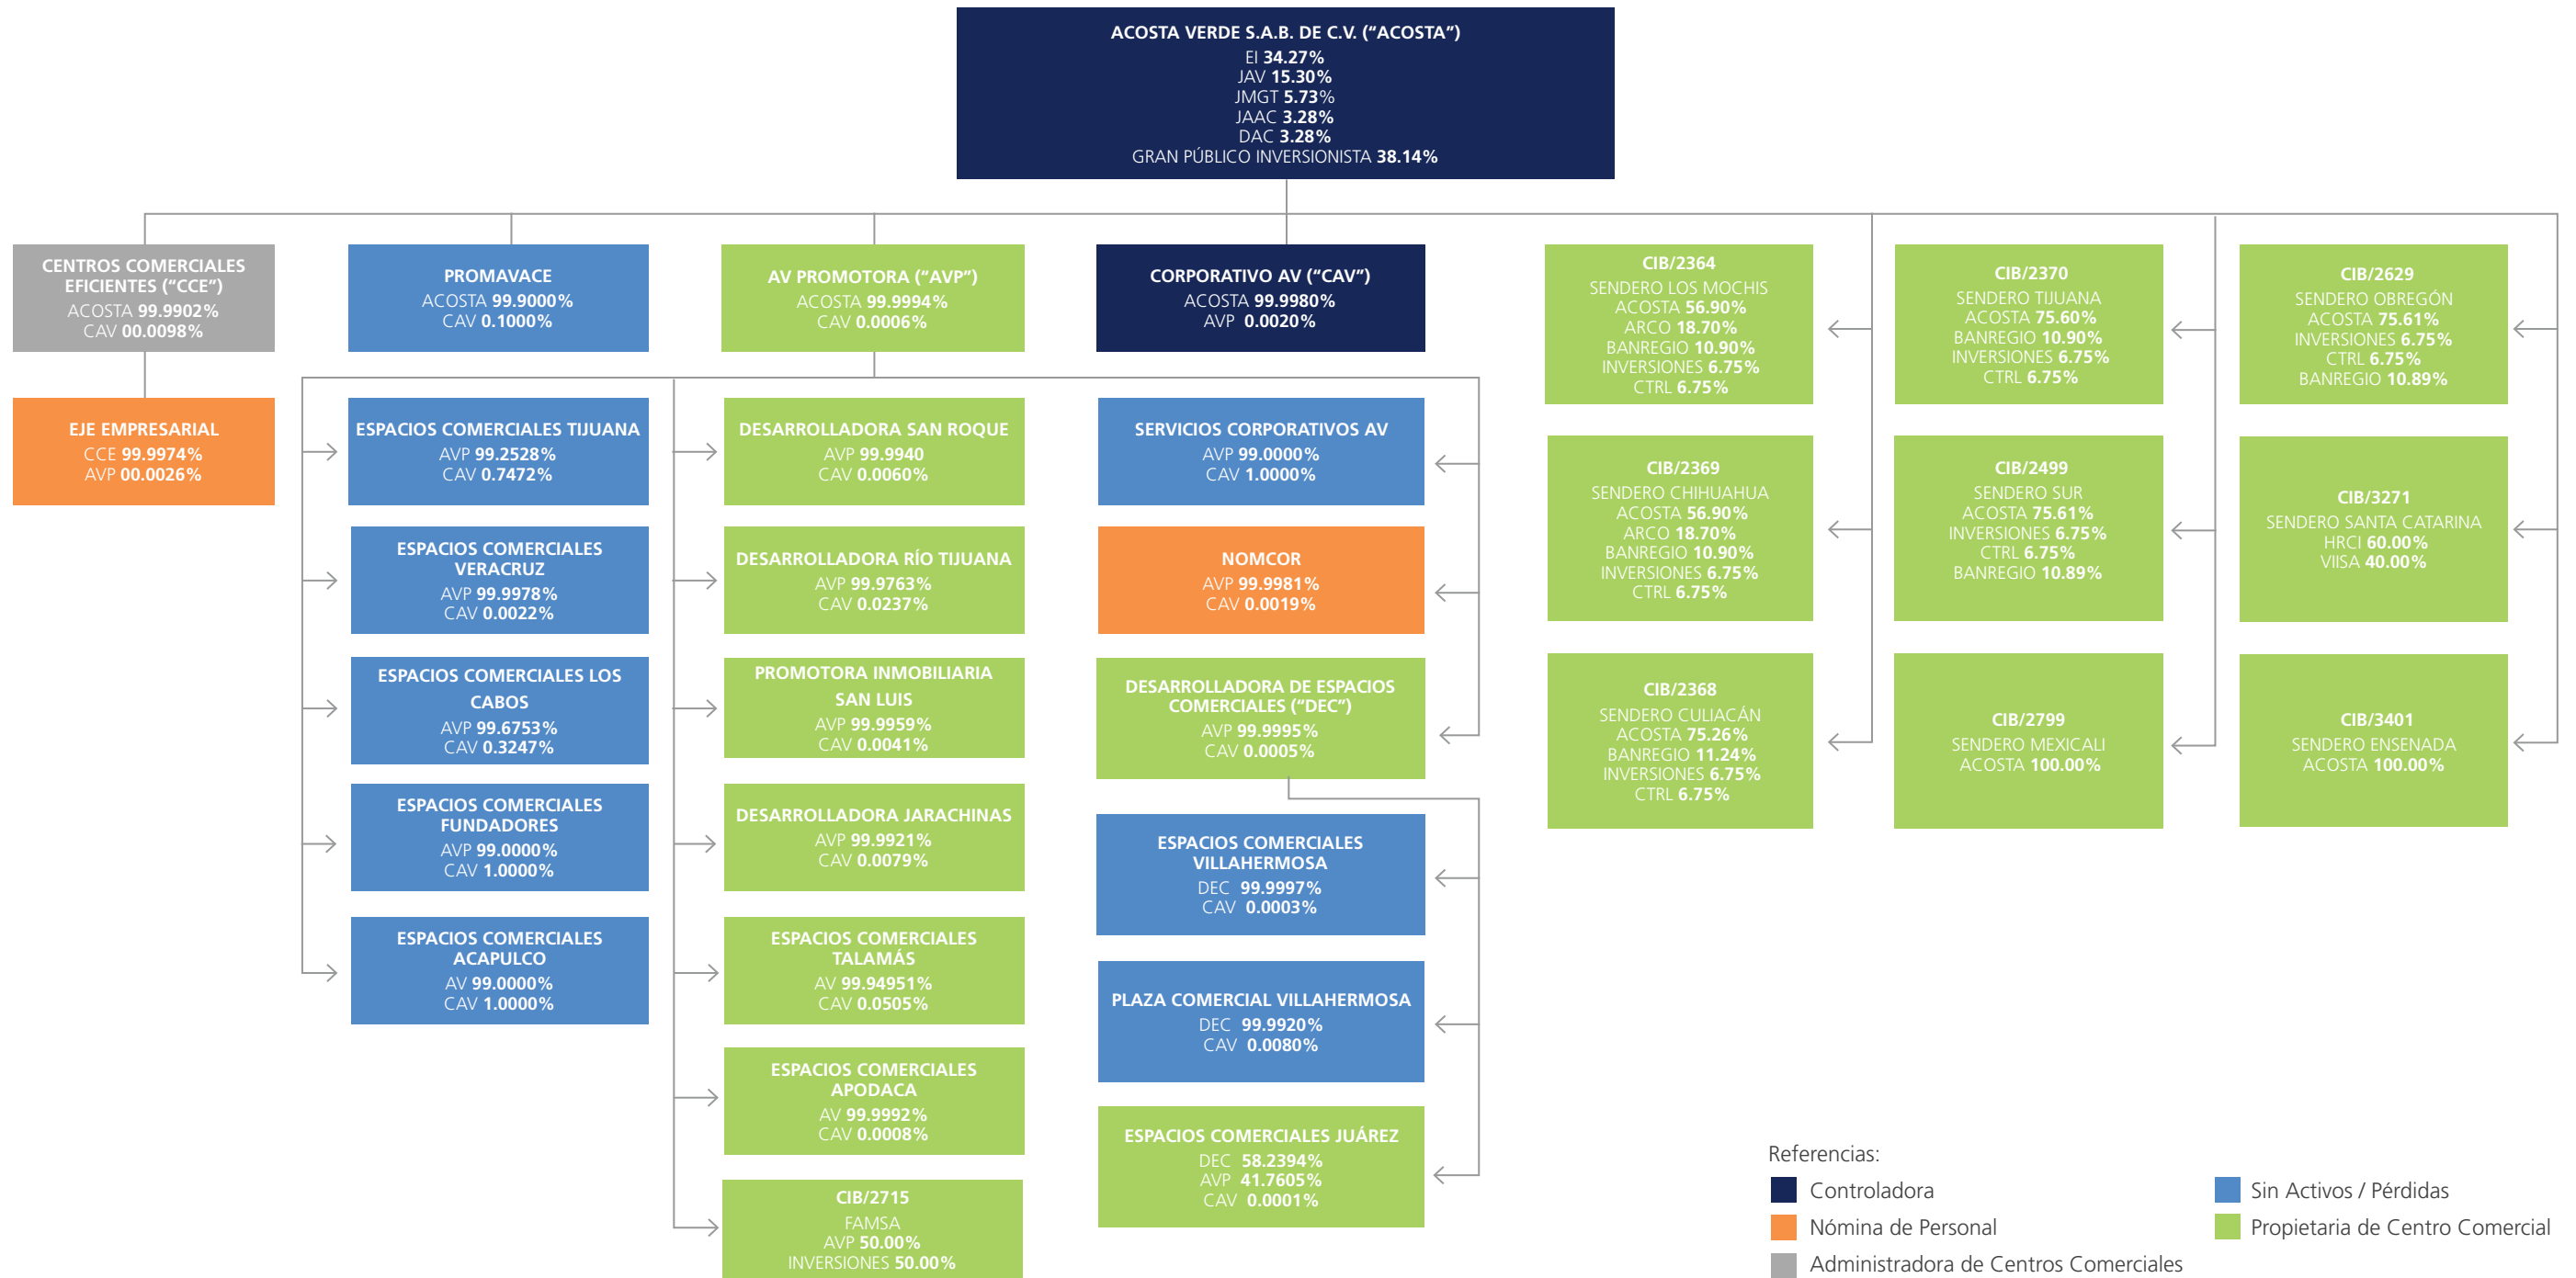 ACOSTA VERDE S.A.B. DE C.V. (“ACOSTA”)
EI 34.27%
JAV 15.30%
JMGT 5.73%
JAAC 3.28%
DAC 3.28%
GRAN PÚBLICO INVERSIONISTA 38.14%
CENTROS COMERCIALES
EFICIENTES (“CCE”)
ACOSTA 99.9902%
CAV 00.0098%
PROMAVACE
ACOSTA 99.9000%
CAV 0.1000%
AV PROMOTORA (“AVP”)
ACOSTA 99.9994%
CAV 0.0006%
CORPORATIVO AV (“CAV”)
ACOSTA 99.9980%
AVP 0.0020%
EJE EMPRESARIAL
CCE 99.9974%
AVP 00.0026%
ESPACIOS COMERCIALES TIJUANA
AVP 99.2528%
CAV 0.7472%
ESPACIOS COMERCIALES
VERACRUZ
AVP 99.9978%
CAV 0.0022%
ESPACIOS COMERCIALES LOS
CABOS
AVP 99.6753%
CAV 0.3247%
ESPACIOS COMERCIALES
FUNDADORES
AVP 99.0000%
CAV 1.0000%
ESPACIOS COMERCIALES
ACAPULCO
AV 99.0000%
CAV 1.0000%
DESARROLLADORA SAN ROQUE
AVP 99.9940
CAV 0.0060%
DESARROLLADORA RÍO TIJUANA
AVP 99.9763%
CAV 0.0237%
PROMOTORA INMOBILIARIA
SAN LUIS
AVP 99.9959%
CAV 0.0041%
DESARROLLADORA JARACHINAS
AVP 99.9921%
CAV 0.0079%
ESPACIOS COMERCIALES
TALAMÁS
AV 99.94951%
CAV 0.0505%
ESPACIOS COMERCIALES
APODACA
AV 99.9992%
CAV 0.0008%
CIB/2715
FAMSA
AVP 50.00%
INVERSIONES 50.00%
SERVICIOS CORPORATIVOS AV
AVP 99.0000%
CAV 1.0000%
NOMCOR
AVP 99.9981%
CAV 0.0019%
DESARROLLADORA DE ESPACIOS
COMERCIALES (“DEC”)
AVP 99.9995%
CAV 0.0005%
ESPACIOS COMERCIALES
VILLAHERMOSA
DEC 99.9997%
CAV 0.0003%
PLAZA COMERCIAL VILLAHERMOSA
DEC 99.9920%
CAV 0.0080%
ESPACIOS COMERCIALES JUÁREZ
DEC 58.2394%
AVP 41.7605%
CAV 0.0001%
CIB/2364
SENDERO LOS MOCHIS
ACOSTA 56.90%
ARCO 18.70%
BANREGIO 10.90%
INVERSIONES 6.75%
CTRL 6.75%
CIB/2369
SENDERO CHIHUAHUA
ACOSTA 56.90%
ARCO 18.70%
BANREGIO 10.90%
INVERSIONES 6.75%
CTRL 6.75%
CIB/2368
SENDERO CULIACÁN
ACOSTA 75.26%
BANREGIO 11.24%
INVERSIONES 6.75%
CTRL 6.75%
CIB/2370
SENDERO TIJUANA
ACOSTA 75.60%
BANREGIO 10.90%
INVERSIONES 6.75%
CTRL 6.75%
CIB/2499
SENDERO SUR
ACOSTA 75.61%
INVERSIONES 6.75%
CTRL 6.75%
BANREGIO 10.89%
CIB/2799
SENDERO MEXICALI
ACOSTA 100.00%
CIB/2629
SENDERO OBREGÓN
ACOSTA 75.61%
INVERSIONES 6.75%
CTRL 6.75%
BANREGIO 10.89%
CIB/3271
SENDERO SANTA CATARINA
HRCI 60.00%
VIISA 40.00%
CIB/3401
SENDERO ENSENADA
ACOSTA 100.00%
Referencias:
Controladora
Nómina de Personal
Administradora de Centros Comerciales
Sin Activos / Pérdidas
Propietaria de Centro Comercial